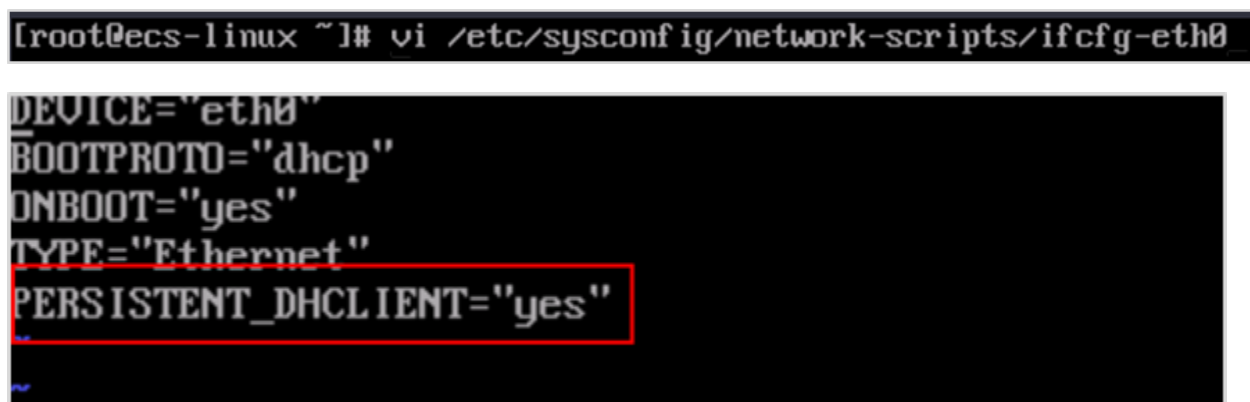 [root@ecs-linux ~]# vi /etc/sysconfig/network-scripts/ifcfg-eth0
DEVICE="eth0"
BOOTPROTO="dhcp"
ONBOOT="yes"
TYPE="Ethernet"
PERSISTENT_DHCLIENT="yes"
~
~